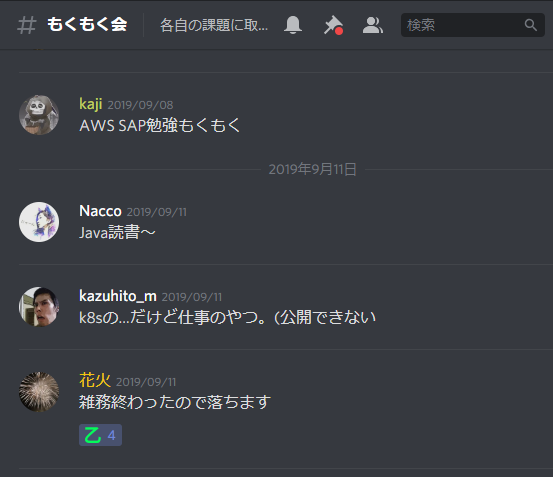 # もくもく会
各自の課題に取...
検索
kaji 2019/09/08
AWS SAP勉強もくもく
2019年9月11日
Nacco 2019/09/11
Java読書～
kazuhito_m 2019/09/11
k8sの...だけど仕事のやつ。(公開できない
花火 2019/09/11
雑務終わったので落ちます
乙 4